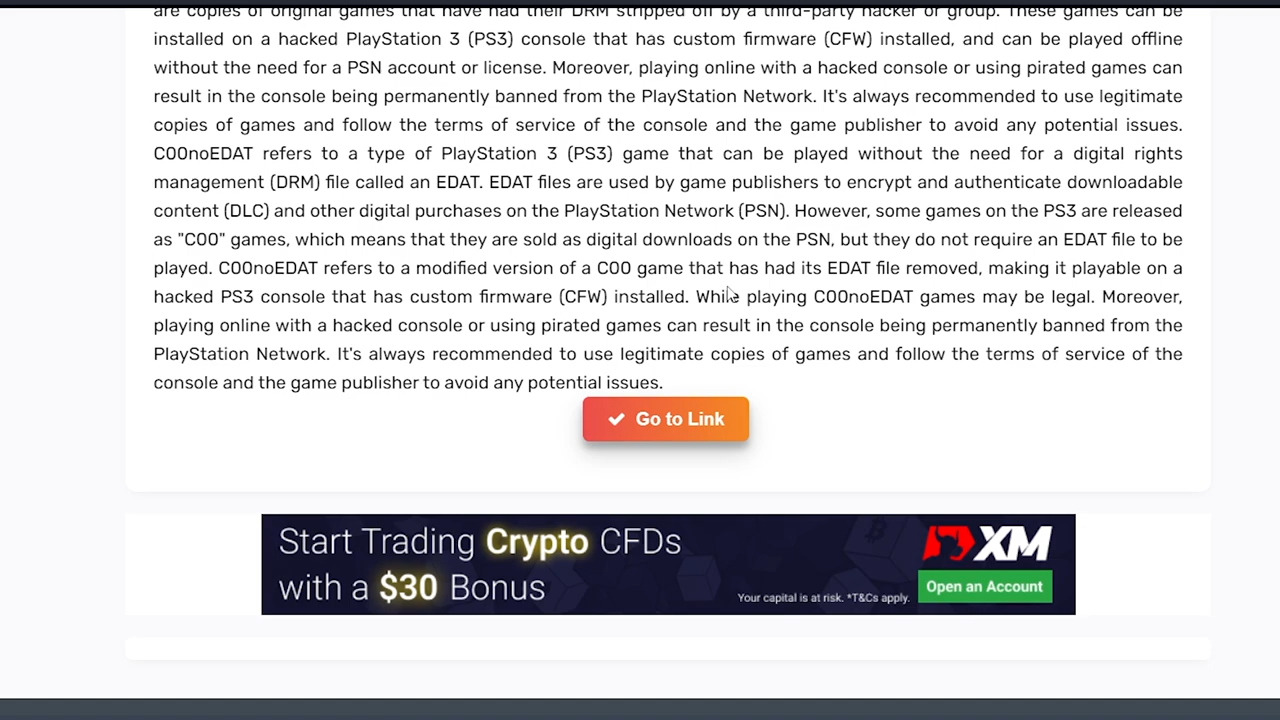 are copies of original games that have had their DRM stripped off by a third-party hacker or group. These games can be
installed on a hacked PlayStation 3 (PS3) console that has custom firmware (CFW) installed, and can be played offline
without the need for a PSN account or license. Moreover, playing online with a hacked console or using pirated games can
result in the console being permanently banned from the PlayStation Network. It's always recommended to use legitimate
copies of games and follow the terms of service of the console and the game publisher to avoid any potential issues.
C00noEDAT refers to a type of PlayStation 3 (PS3) game that can be played without the need for a digital rights
management (DRM) file called an EDAT. EDAT files are used by game publishers to encrypt and authenticate downloadable
content (DLC) and other digital purchases on the PlayStation Network (PSN). However, some games on the PS3 are released
as "C00" games, which means that they are sold as digital downloads on the PSN, but they do not require an EDAT file to be
played. C00noEDAT refers to a modified version of a C00 game that has had its EDAT file removed, making it playable on a
hacked PS3 console that has custom firmware (CFW) installed. While playing C00noEDAT games may be legal. Moreover,
playing online with a hacked console or using pirated games can result in the console being permanently banned from the
PlayStation Network. It's always recommended to use legitimate copies of games and follow the terms of service of the
console and the game publisher to avoid any potential issues.
Go to Link
Start Trading Crypto CFDs
with a $30 Bonus
Your capital is at risk. *T&Cs apply.
XM
Open an Account